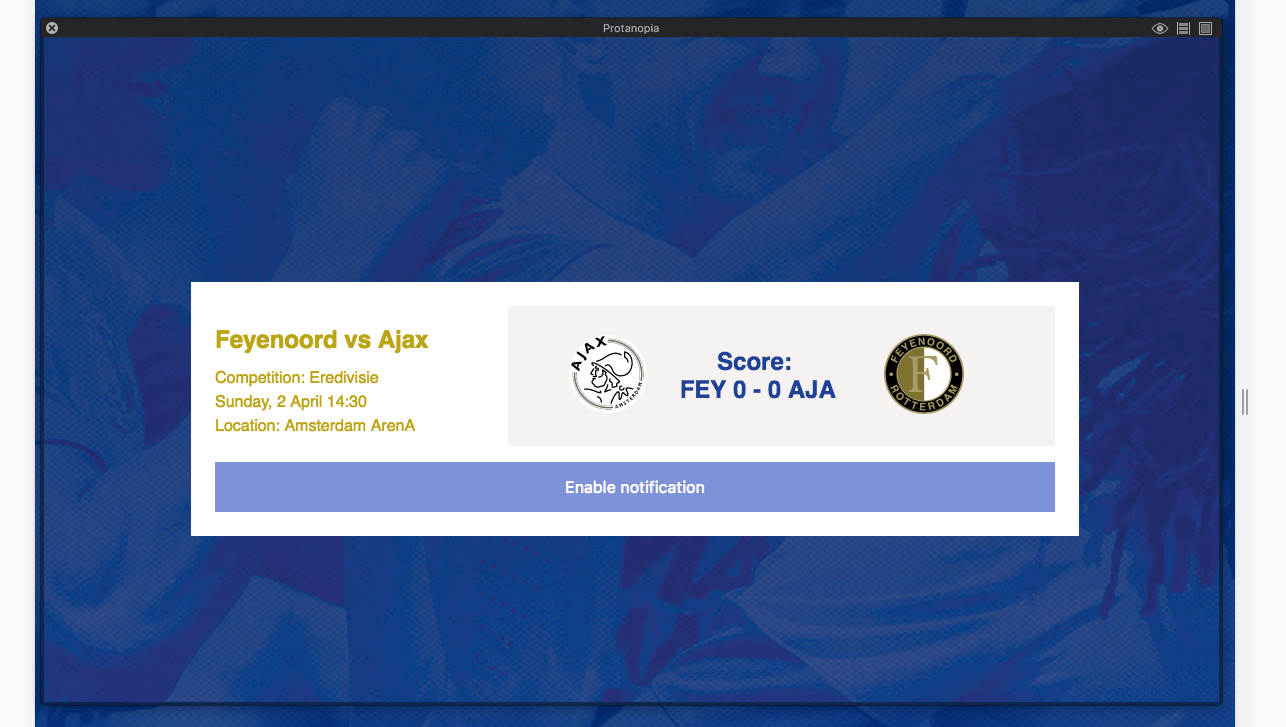 Protanopia
Feyenoord vs Ajax
Competition: Eredivisie
Sunday, 2 April 14:30
Location: Amsterdam ArenA
AJAX
AMSTERDAM
Score:
FEY 0 - 0 AJA
FEYENOORD
F
ROTTERDAM
Enable notification